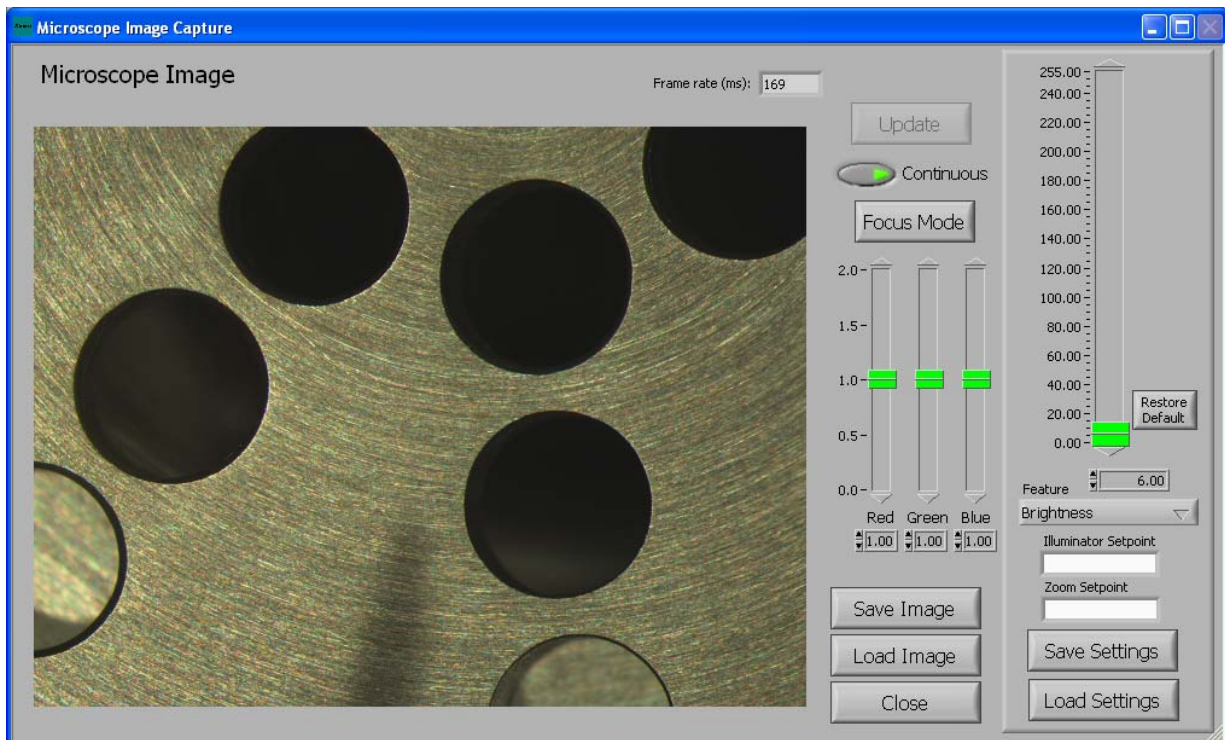 Microscope Image Capture
Microscope Image
Frame rate (ms): 169
Update
Continuous
Focus Mode
2.0
1.5
1.0
0.5
0.0
Red Green Blue
1.00 1.00 1.00
Save Image
Load Image
Close
255.00
240.00
220.00
200.00
180.00
160.00
140.00
120.00
100.00
80.00
60.00
40.00
20.00
0.00
Restore
Default
Feature 6.00
Brightness
Illuminator Setpoint
Zoom Setpoint
Save Settings
Load Settings